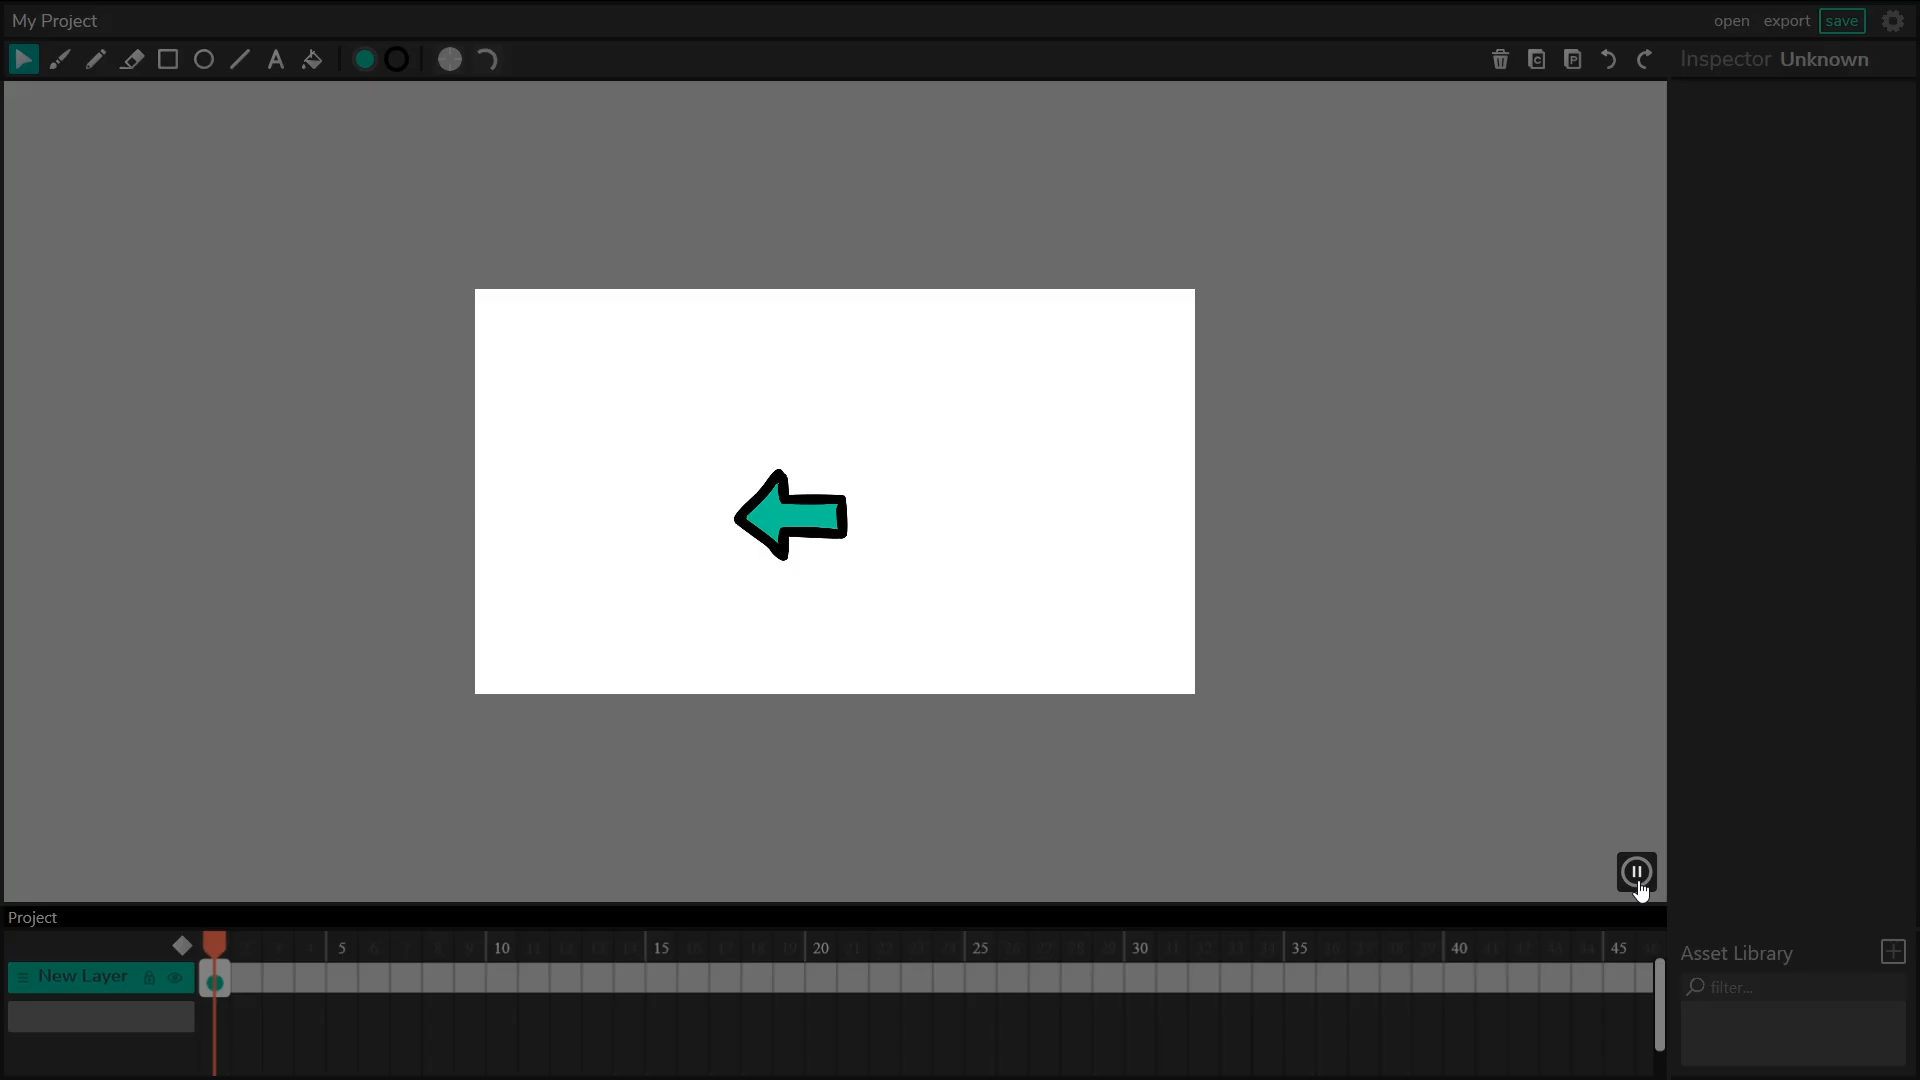 My Project
open export save
Inspector Unknown
Project
5 10 15 20 25 30 35 40 45
New Layer
Asset Library
filter...